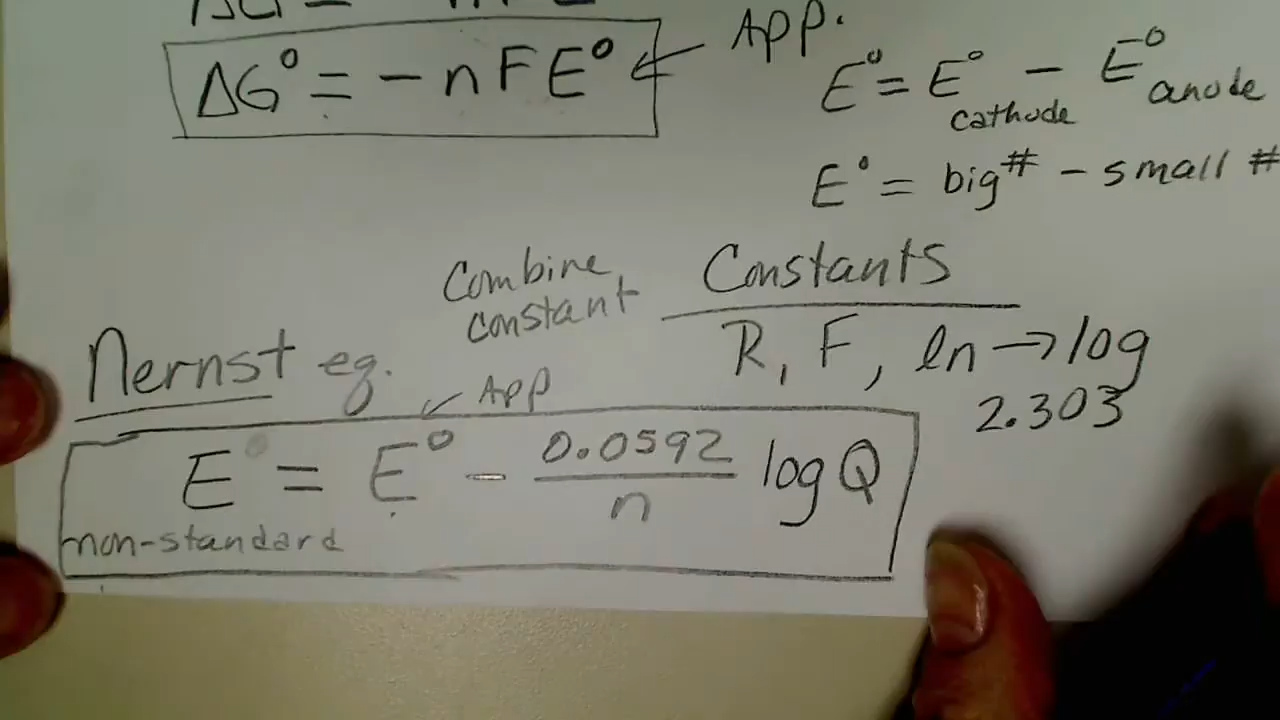 ΔG° = -nFE°
APP.
E° = E°cathode - E°anode
E° = big# - small #
Combine constant
Constants
R, F, ln → log
2.303
Nernst eq.
APP
E = E° - 0.0592/n log Q
non-standard